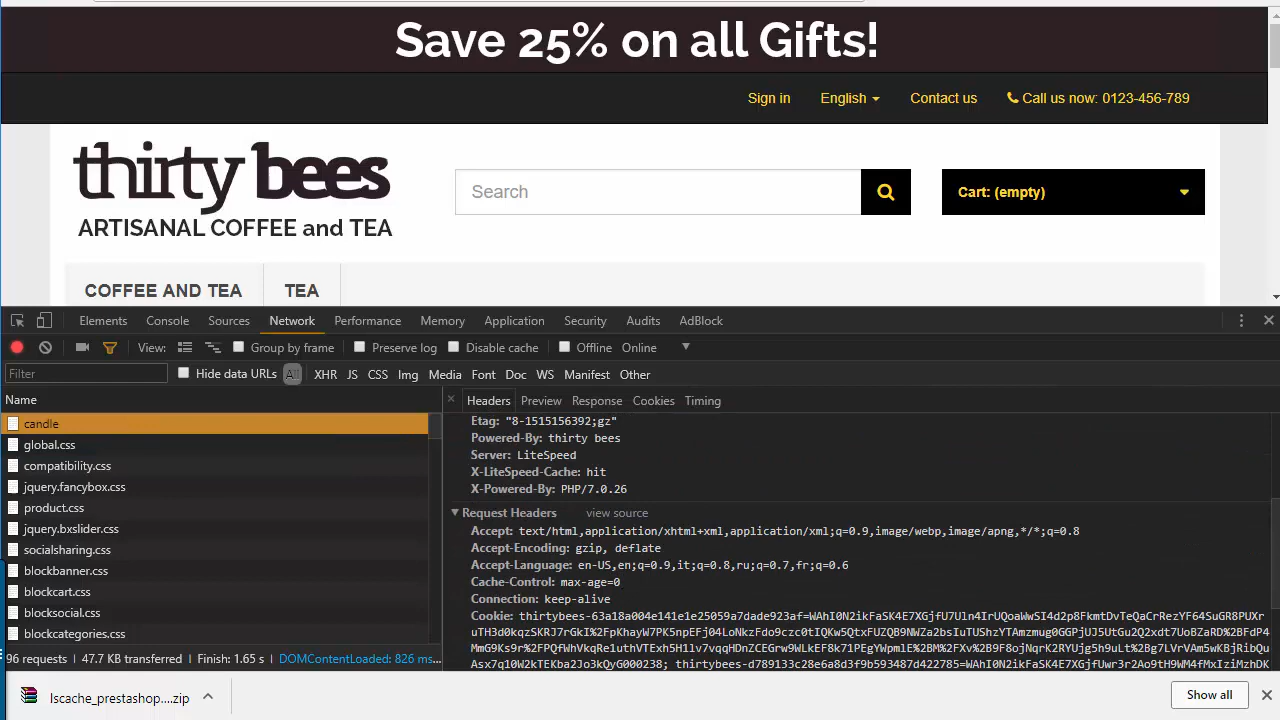 Save 25% on all Gifts!
Sign in English Contact us Call us now: 0123-456-789
thirty bees
ARTISANAL COFFEE and TEA
Search
Cart: (empty)
COFFEE AND TEA TEA
Elements Console Sources Network Performance Memory Application Security Audits AdBlock
View: Group by frame Preserve log Disable cache Offline Online
Filter Hide data URLs All XHR JS CSS Img Media Font Doc WS Manifest Other
Name
candle
global.css
compatibility.css
jquery.fancybox.css
product.css
jquery.bxslider.css
socialsharing.css
blockbanner.css
blockcart.css
blocksocial.css
blockcategories.css
96 requests | 47.7 KB transferred | Finish: 1.65 s | DOMContentLoaded: 826 ms...
Headers Preview Response Cookies Timing
Etag: "8-1515156392;gz"
Powered-By: thirty bees
Server: LiteSpeed
X-LiteSpeed-Cache: hit
X-Powered-By: PHP/7.0.26
Request Headers view source
Accept: text/html,application/xhtml+xml,application/xml;q=0.9,image/webp,image/apng,*/*;q=0.8
Accept-Encoding: gzip, deflate
Accept-Language: en-US,en;q=0.9,it;q=0.8,ru;q=0.7,fr;q=0.6
Cache-Control: max-age=0
Connection: keep-alive
Cookie:
lscache_prestashop....zip
Show all